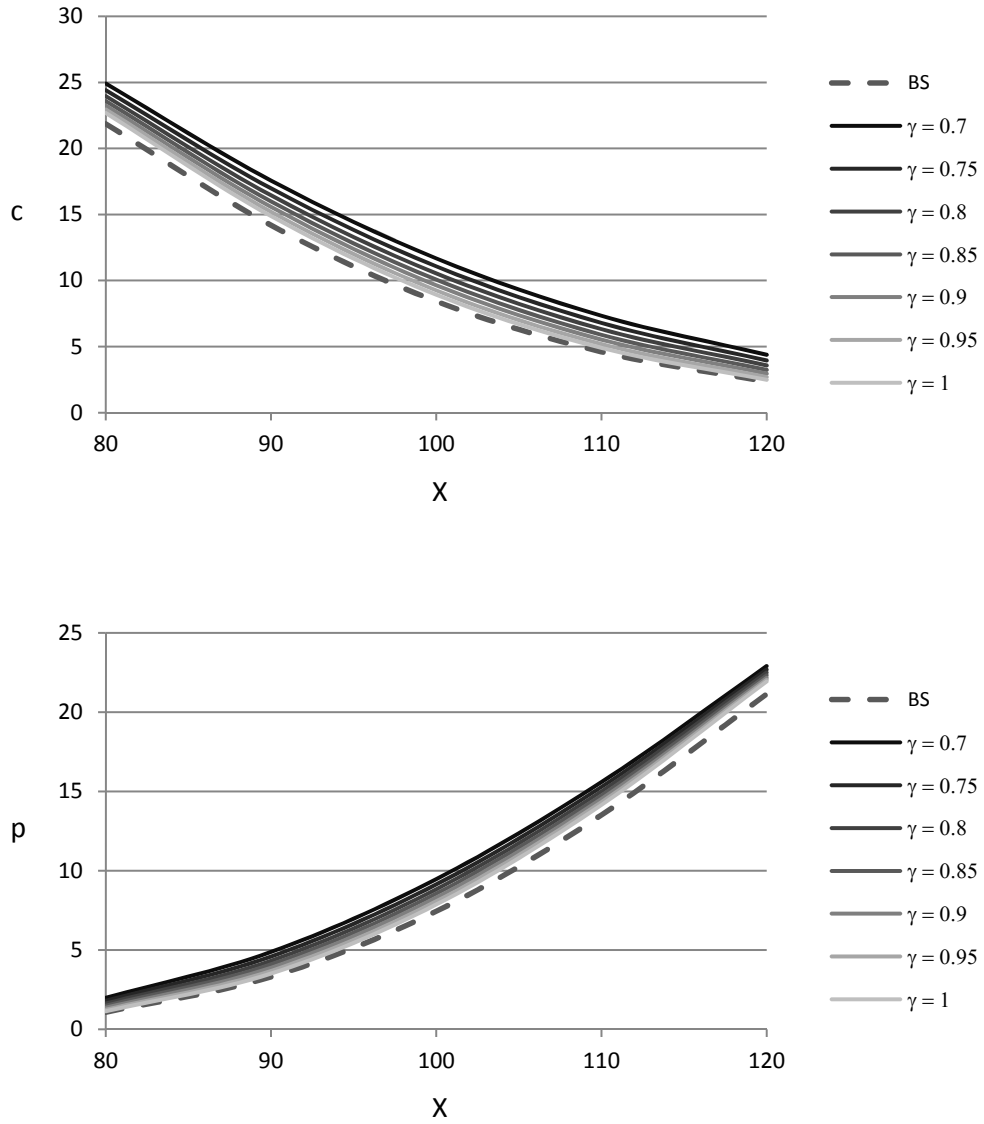 30
25
20
15
10
5
0
c
80 90 100 110 120
X
BS
γ = 0.7
γ = 0.75
γ = 0.8
γ = 0.85
γ = 0.9
γ = 0.95
γ = 1
25
20
15
10
5
0
p
80 90 100 110 120
X
BS
γ = 0.7
γ = 0.75
γ = 0.8
γ = 0.85
γ = 0.9
γ = 0.95
γ = 1